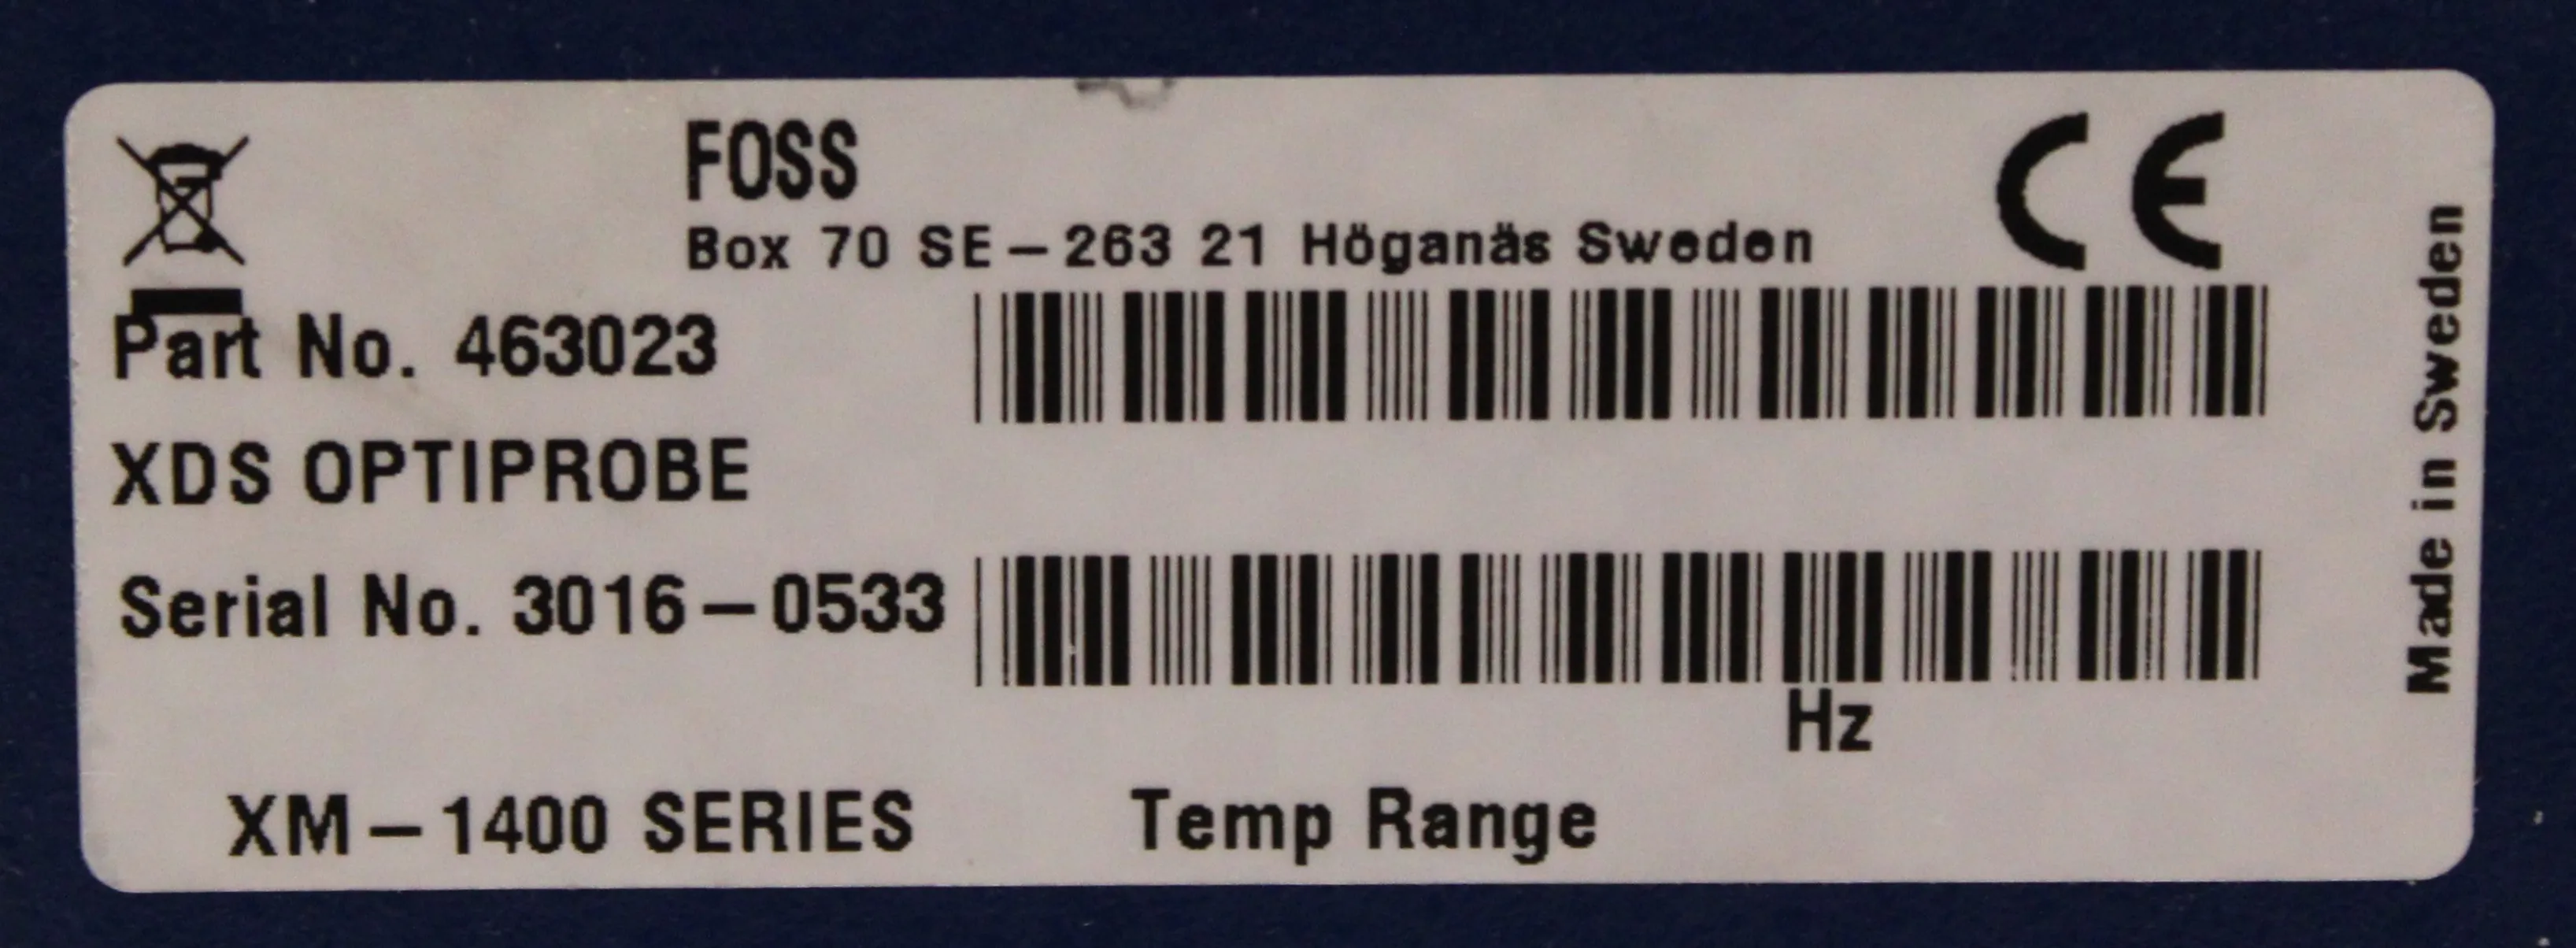 FOSS
Box 70 SE-263 21 Höganäs Sweden
CE
Part No. 463023
XDS OPTIPROBE
Serial No. 3016-0533
Hz
XM-1400 SERIES Temp Range
Made in Sweden